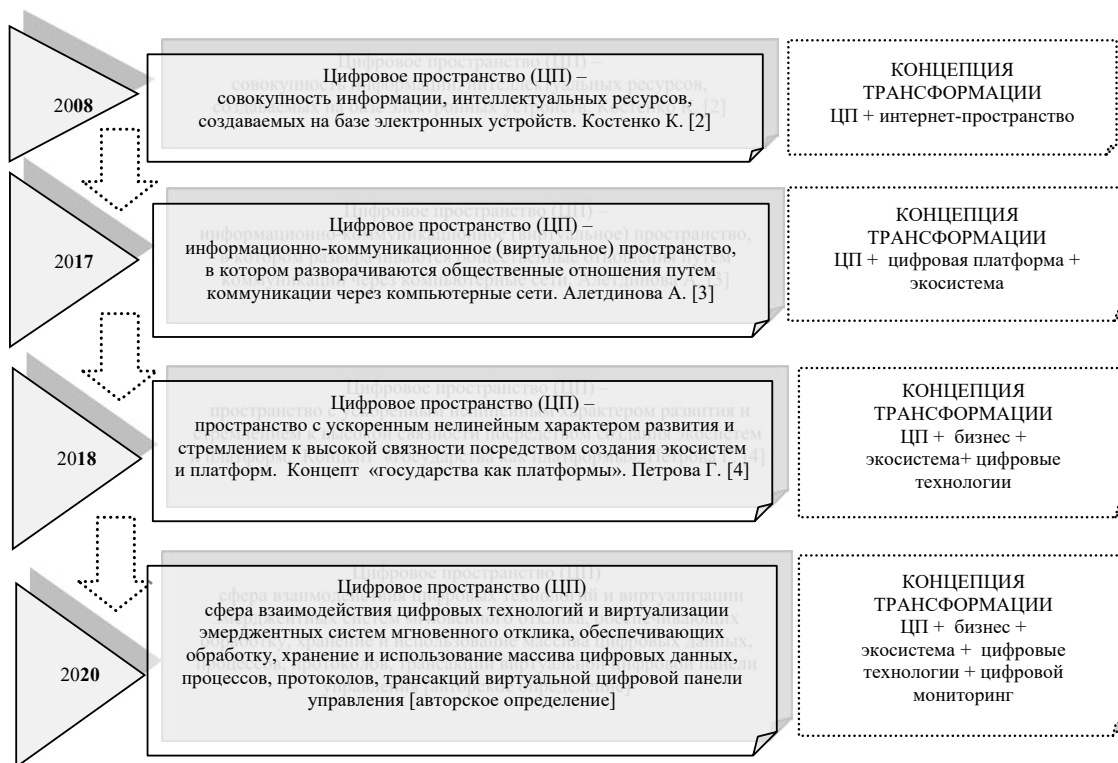 2008
Цифровое пространство (ЦП) –
совокупность информации, интеллектуальных ресурсов,
создаваемых на базе электронных устройств. Костенко К. [2]
КОНЦЕПЦИЯ
ТРАНСФОРМАЦИИ
ЦП + интернет-пространство
2017
Цифровое пространство (ЦП) –
информационно-коммуникационное (виртуальное) пространство,
в котором разворачиваются общественные отношения путем
коммуникации через компьютерные сети. Алетдинова А. [3]
КОНЦЕПЦИЯ
ТРАНСФОРМАЦИИ
ЦП + цифровая платформа +
экосистема
2018
Цифровое пространство (ЦП) –
пространство с ускоренным нелинейным характером развития и
стремлением к высокой связности посредством создания экосистем
и платформ. Концепт «государства как платформы». Петрова Г. [4]
КОНЦЕПЦИЯ
ТРАНСФОРМАЦИИ
ЦП + бизнес +
экосистема+ цифровые
технологии
2020
Цифровое пространство (ЦП)
сфера взаимодействия цифровых технологий и виртуализации
эмерджентных систем мгновенного отклика, обеспечивающих
обработку, хранение и использование массива цифровых данных,
процессов, протоколов, трансакций виртуальной цифровой панели
управления [авторское определение]
КОНЦЕПЦИЯ
ТРАНСФОРМАЦИИ
ЦП + бизнес +
экосистема + цифровые
технологии + цифровой
мониторинг